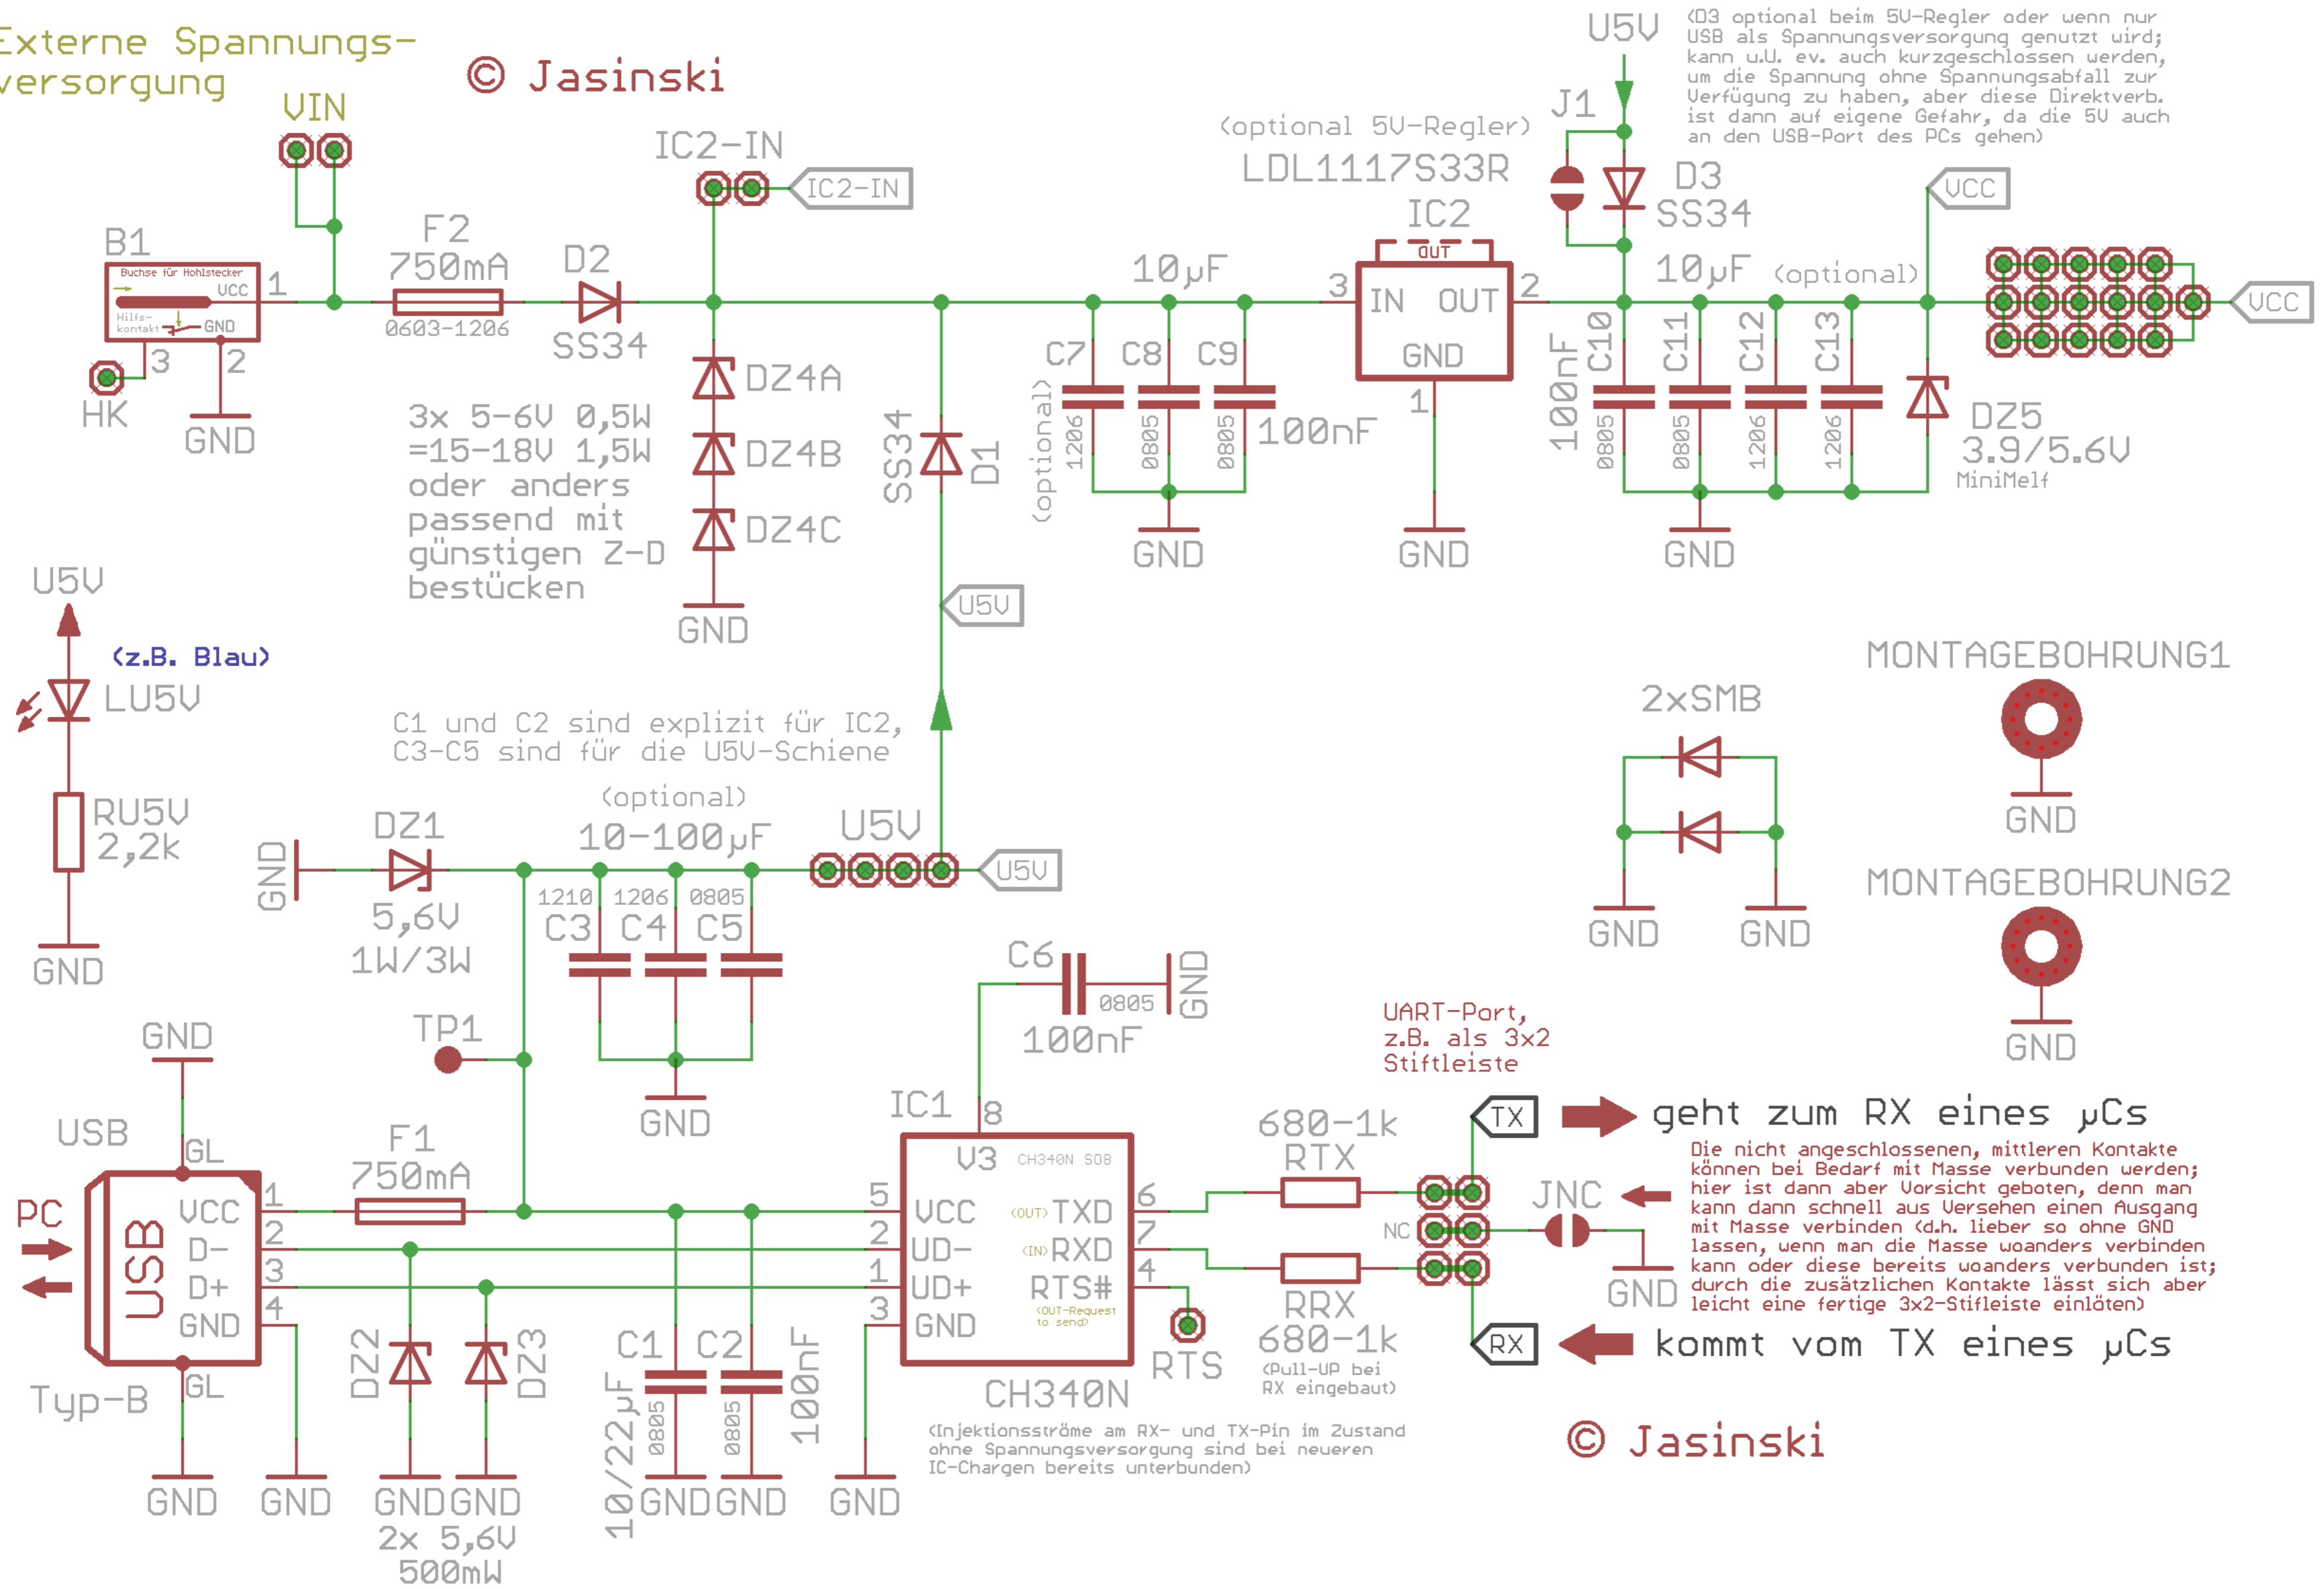 Externe Spannungs-
versorgung
© Jasinski
VIN
B1
Buchse für Hohlstecker
VCC
Hilfs-
kontakt
GND
1
3
2
HK
GND
F2
750mA
0603-1206
D2
SS34
IC2-IN
IC2-IN
3x 5-6V 0,5W
=15-18V 1,5W
oder anders
passend mit
günstigen Z-D
bestücken
DZ4A
DZ4B
DZ4C
GND
SS34
D1
U5V
(optional 5V-Regler)
LDL1117S33R
IC2
OUT
3
IN
OUT
2
GND
1
GND
10µF
C7
C8
C9
(optional)
1206
0805
0805
100nF
GND
U5V
(D3 optional beim 5V-Regler oder wenn nur
USB als Spannungsversorgung genutzt wird;
kann u.U. ev. auch kurzgeschlossen werden,
um die Spannung ohne Spannungsabfall zur
Verfügung zu haben, aber diese Direktverb.
ist dann auf eigene Gefahr, da die 5V auch
an den USB-Port des PCs gehen)
J1
D3
SS34
10µF
(optional)
100nF
C10
C11
C12
C13
0805
0805
1206
1206
GND
VCC
VCC
DZ5
3.9/5.6V
MiniMelf
U5V
(z.B. Blau)
LU5V
RU5V
2,2k
GND
C1 und C2 sind explizit für IC2,
C3-C5 sind für die U5V-Schiene
(optional)
10-100µF
U5V
U5V
GND
DZ1
5,6V
1W/3W
1210
1206
0805
C3
C4
C5
GND
TP1
2xSMB
GND
GND
MONTAGEBOHRUNG1
GND
MONTAGEBOHRUNG2
GND
GND
USB
GL
PC
USB
VCC
D-
D+
GND
1
2
3
4
GL
Typ-B
GND
GND
F1
750mA
DZ2
DZ3
GND
GND
2x 5,6V
500mW
C1
C2
10/22µF
0805
0805
100nF
GND
GND
C6
0805
100nF
GND
IC1
8
V3
CH340N SO8
5
VCC
2
UD-
1
UD+
3
GND
(OUT)
TXD
6
(IN)
RXD
7
RTS#
4
(OUT-Request
to send)
CH340N
GND
RTS
(Injektionsströme am RX- und TX-Pin im Zustand
ohne Spannungsversorgung sind bei neueren
IC-Chargen bereits unterbunden)
680-1k
RTX
RRX
680-1k
(Pull-UP bei
RX eingebaut)
UART-Port,
z.B. als 3x2
Stiftleiste
TX
geht zum RX eines µCs
NC
JNC
GND
Die nicht angeschlossenen, mittleren Kontakte
können bei Bedarf mit Masse verbunden werden;
hier ist dann aber Vorsicht geboten, denn man
kann dann schnell aus Versehen einen Ausgang
mit Masse verbinden (d.h. lieber so ohne GND
lassen, wenn man die Masse woanders verbinden
kann oder diese bereits woanders verbunden ist;
durch die zusätzlichen Kontakte lässt sich aber
leicht eine fertige 3x2-Stifleiste einlöten)
RX
kommt vom TX eines µCs
© Jasinski